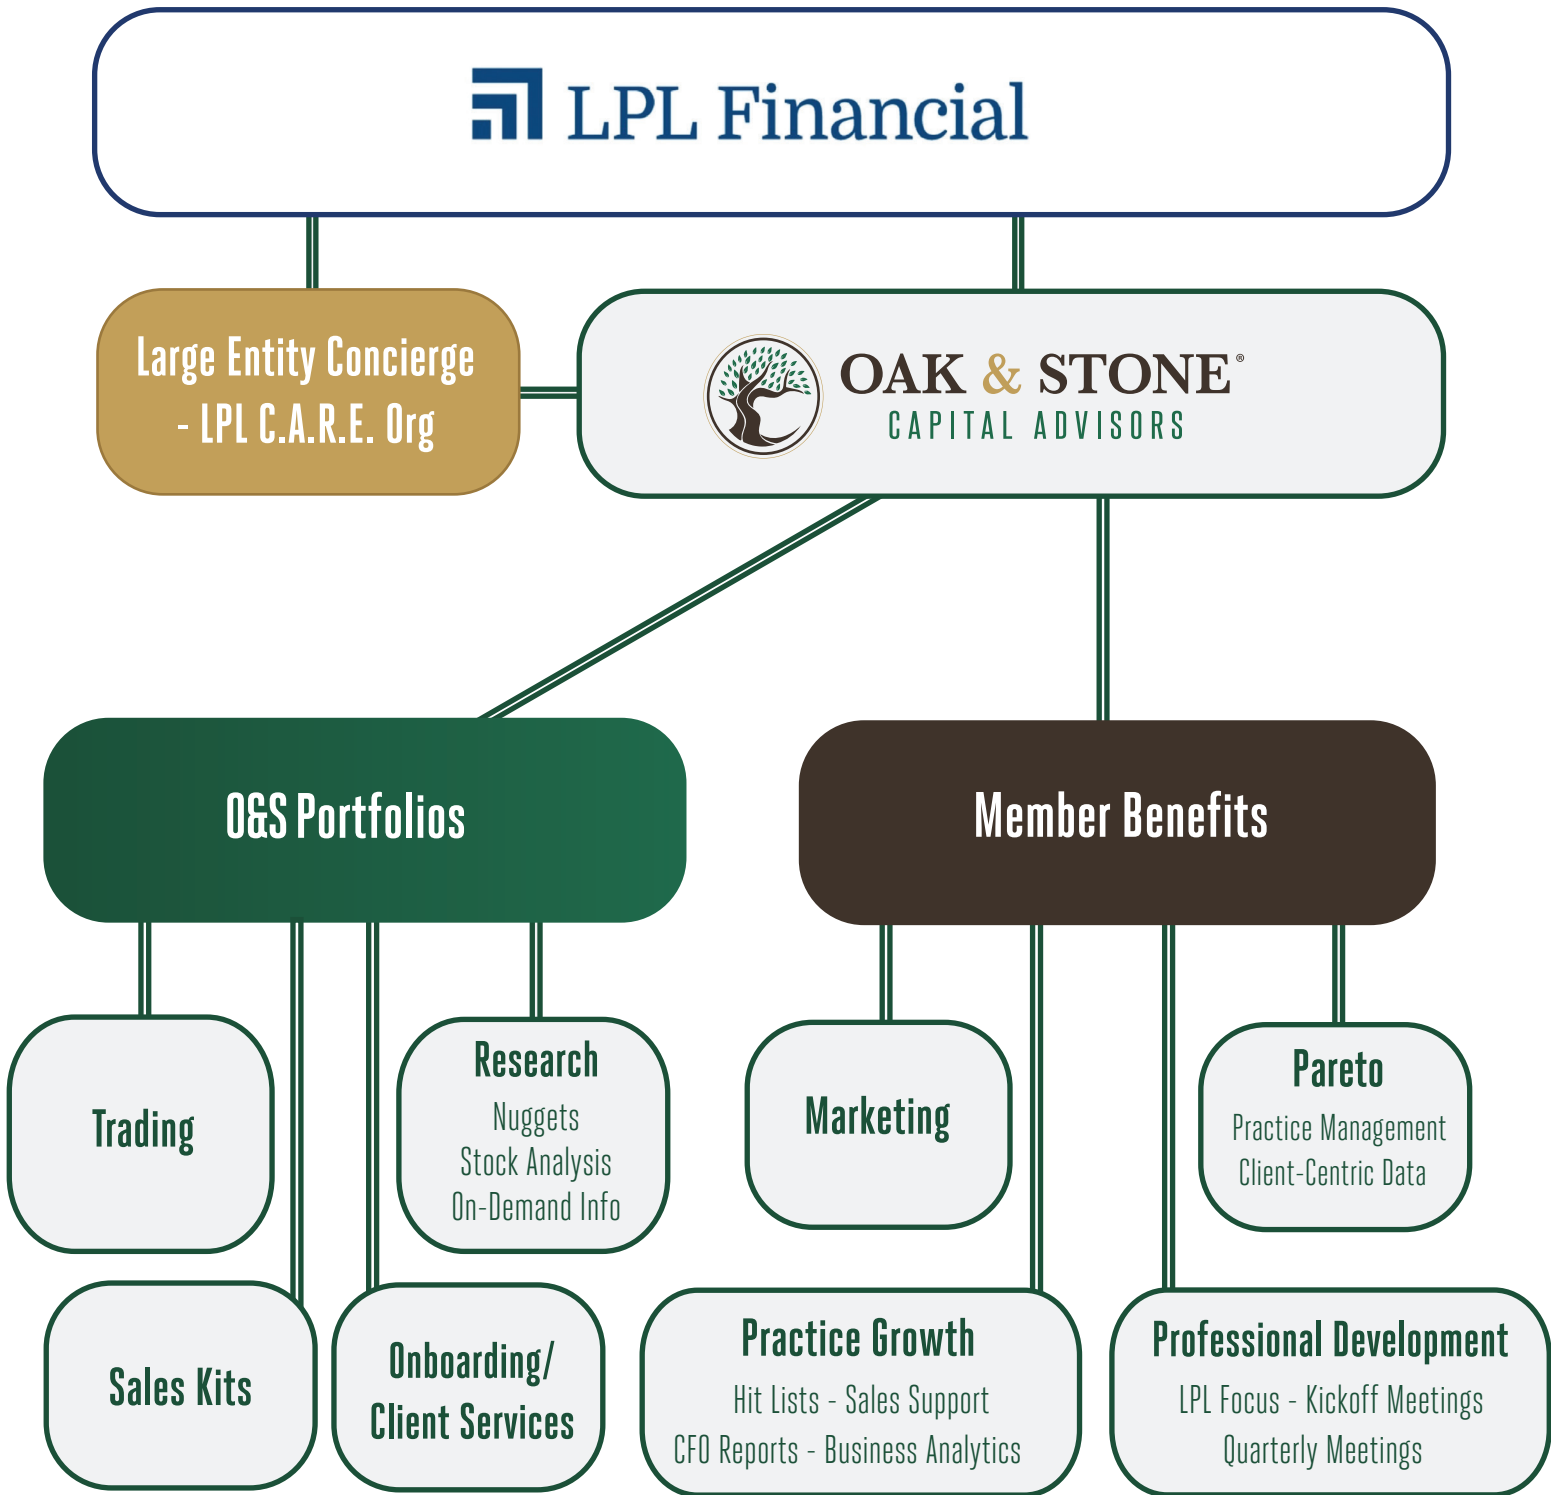 LPL Financial
Large Entity Concierge
- LPL C.A.R.E. Org
OAK & STONE®
CAPITAL ADVISORS
O&S Portfolios
Member Benefits
Trading
Research
Nuggets
Stock Analysis
On-Demand Info
Marketing
Pareto
Practice Management
Client-Centric Data
Sales Kits
Onboarding/
Client Services
Practice Growth
Hit Lists - Sales Support
CFO Reports - Business Analytics
Professional Development
LPL Focus - Kickoff Meetings
Quarterly Meetings